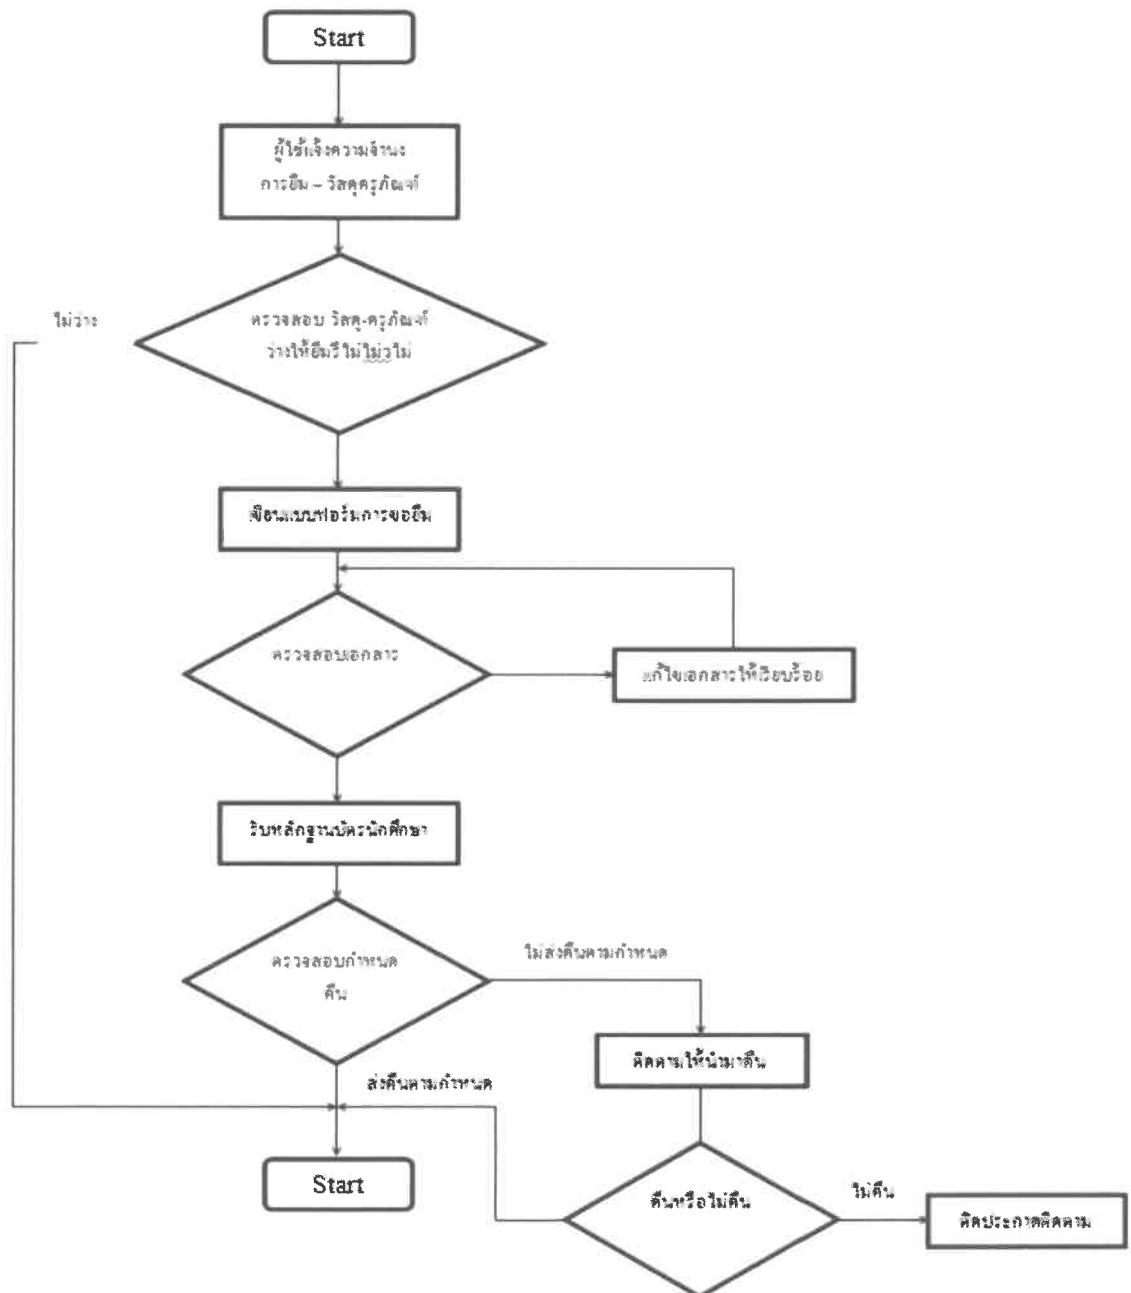 Start
ผู้ใช้แจ้งความจำนง
การยืม – วัสดุครุภัณฑ์
ไม่ว่าง
ตรวจสอบ วัสดุ-ครุภัณฑ์
ว่างให้ยืมรึไม่ไม่วไม่
เขียนแบบฟอร์มการขอยืม
ตรวจสอบเอกสาร
แก้ไขเอกสารให้เรียบร้อย
รับหลักฐานบัตรนักศึกษา
ไม่ส่งคืนตามกำหนด
ตรวจสอบกำหนด
คืน
ติดตามให้นำมาคืน
ส่งคืนตามกำหนด
Start
คืนหรือไม่คืน
ไม่คืน
ติดประกาศติดตาม